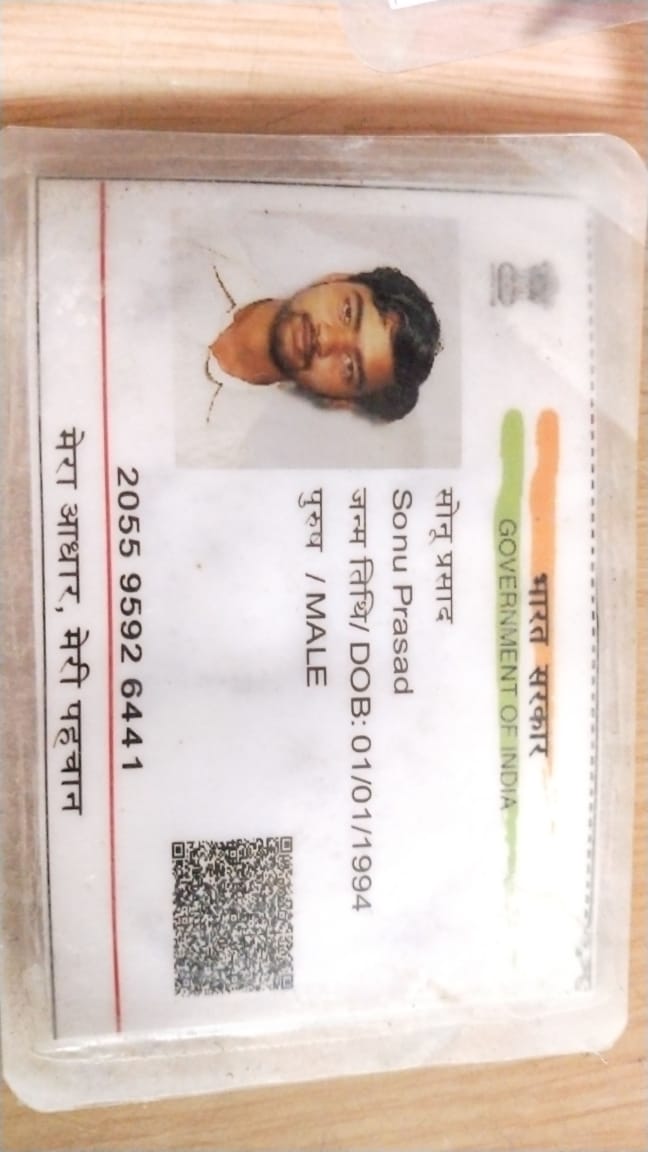 भारत सरकार
GOVERNMENT OF INDIA
सोनू प्रसाद
Sonu Prasad
जन्म तिथि/ DOB: 01/01/1994
पुरुष / MALE
2055 9592 6441
मेरा आधार, मेरी पहचान